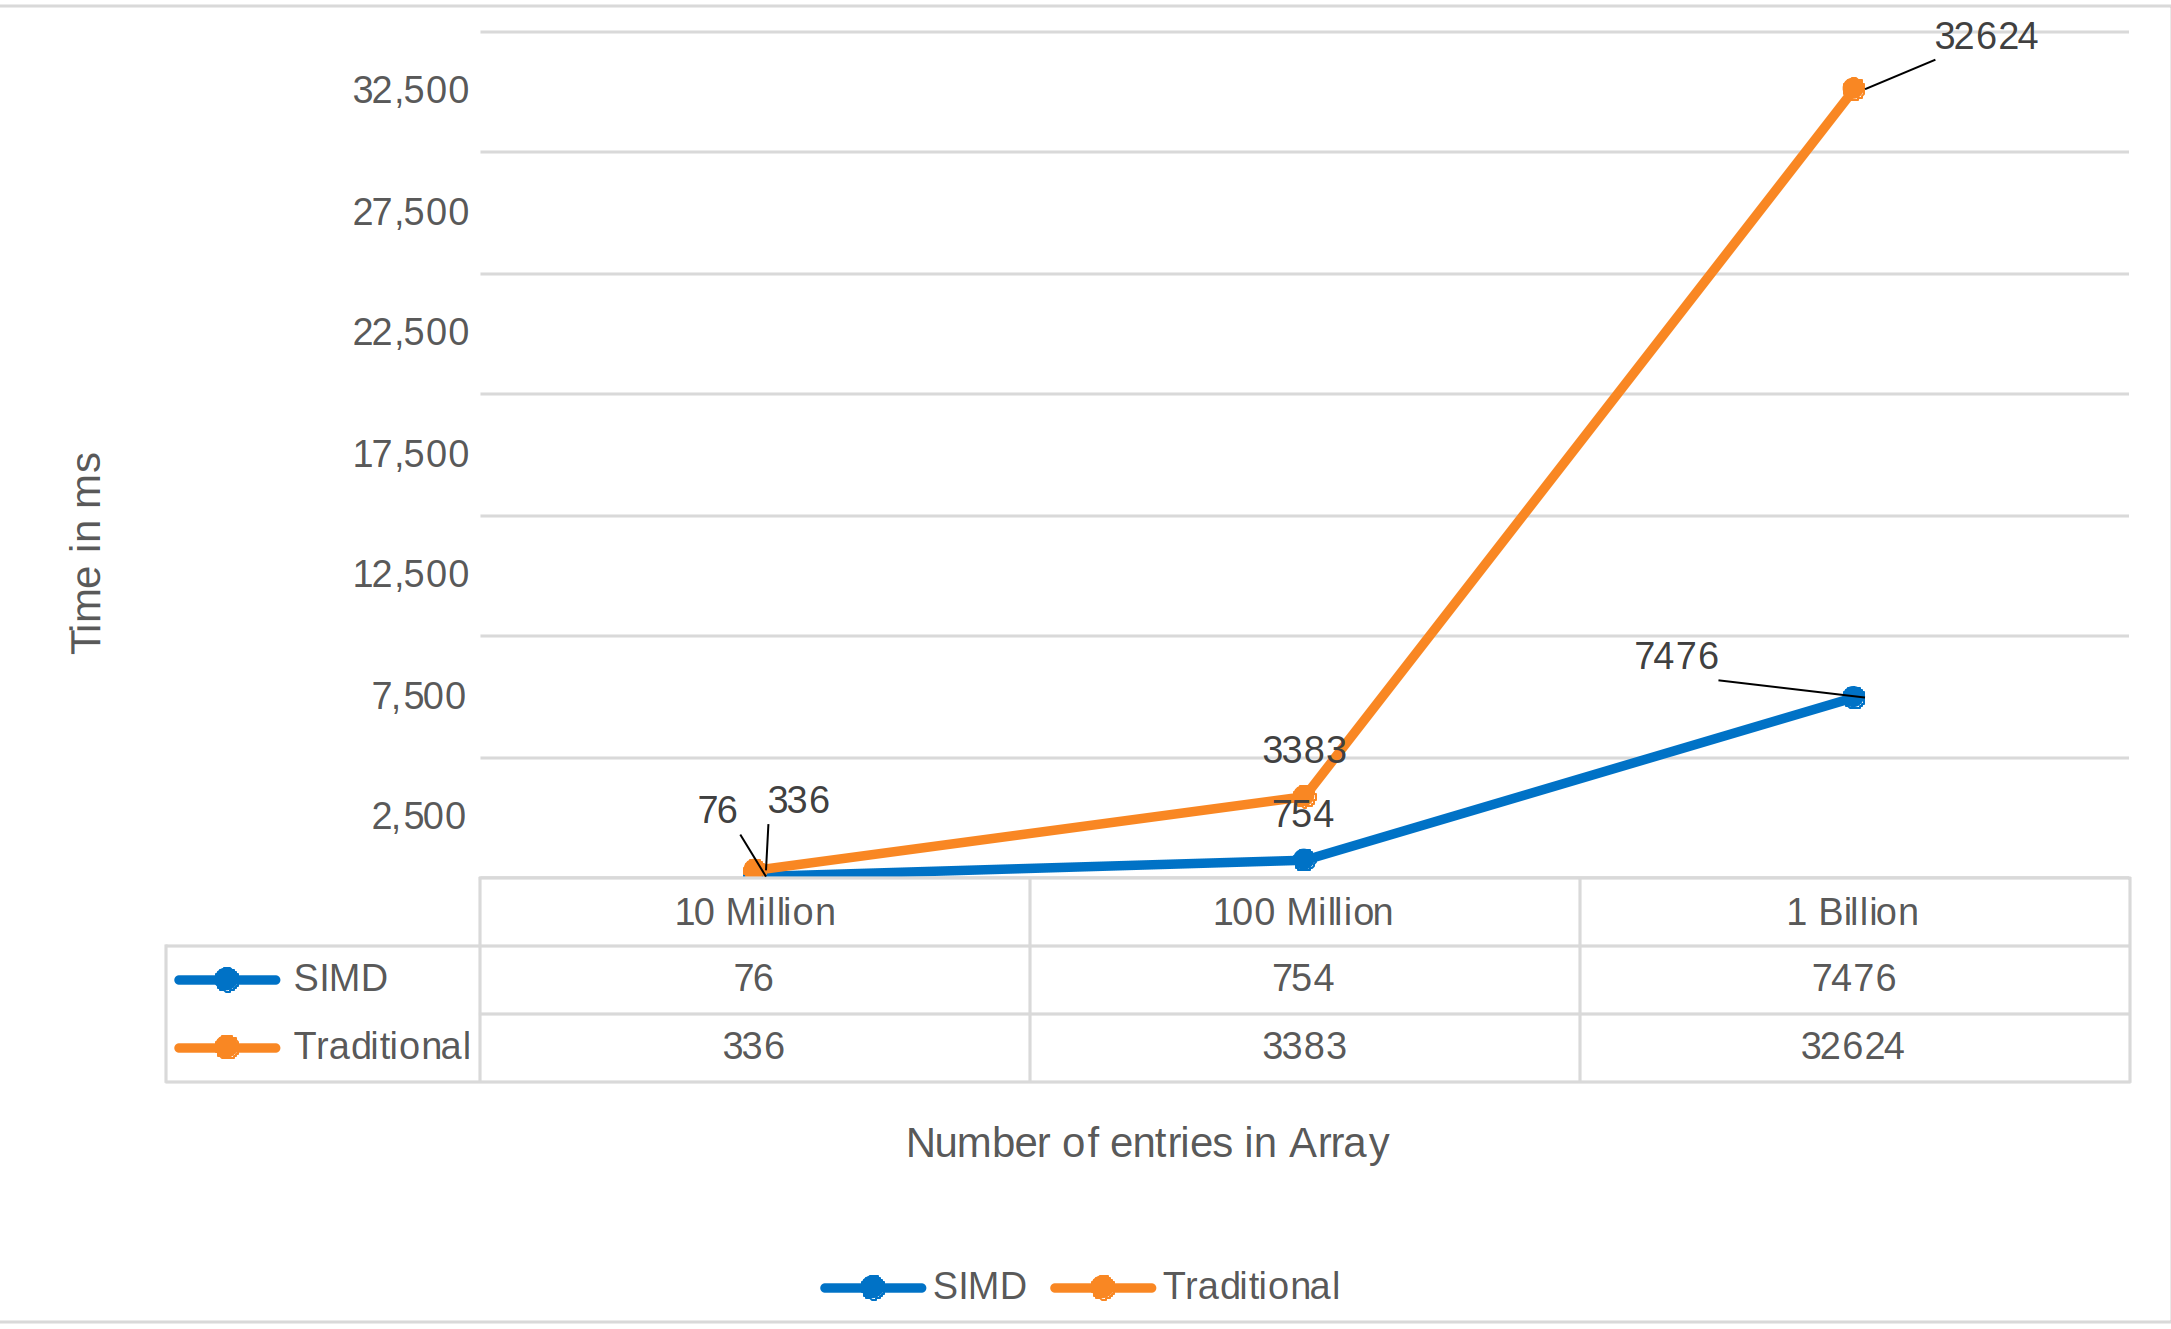 32624
32,500
27,500
22,500
17,500
12,500
7,500
2,500
Time in ms
7476
3383
754
76 336
10 Million 100 Million 1 Billion
SIMD 76 754 7476
Traditional 336 3383 32624
Number of entries in Array
SIMD Traditional